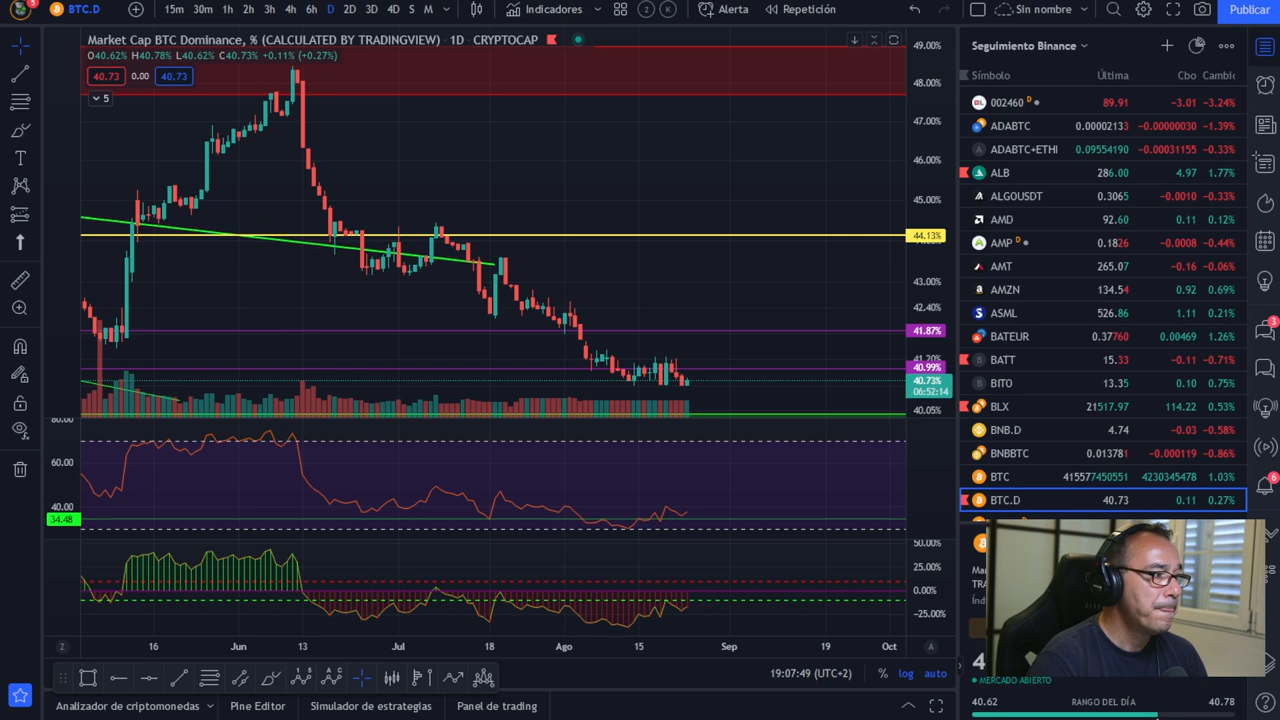 5
BTC.D
15m 30m 1h 2h 3h 4h 6h D 2D 3D 4D S M
Indicadores
2 K
Alerta
Repetición
Sin nombre
Publicar
Market Cap BTC Dominance, % (CALCULATED BY TRADINGVIEW) · 1D · CRYPTOCAP
O40.62% H40.78% L40.62% C40.73% +0.11% (+0.27%)
40.73 0.00 40.73
5
49.00%
48.00%
47.00%
46.00%
45.00%
44.13%
43.00%
42.40%
41.87%
41.20%
40.99%
40.73%
06:52:14
40.05%
80.00
60.00
40.00
34.48
50.00%
25.00%
0.00%
−25.00%
Z 16 Jun 13 Jul 18 Ago 15 Sep 19 Oct A
19:07:49 (UTC+2) % log auto
Analizador de criptomonedas Pine Editor Simulador de estrategias Panel de trading
Seguimiento Binance
Símbolo Última Cbo Cambic
002460 D 89.91 −3.01 −3.24%
ADABTC 0.00002133 −0.00000030 −1.39%
ADABTC+ETHI 0.09554190 −0.00031155 −0.33%
ALB 286.00 4.97 1.77%
ALGOUSDT 0.3065 −0.0010 −0.33%
AMD 92.60 0.11 0.12%
AMP D 0.1826 −0.0008 −0.44%
AMT 265.07 −0.16 −0.06%
AMZN 134.54 0.92 0.69%
ASML 526.86 1.11 0.21%
BATEUR 0.37760 0.00469 1.26%
BATT 15.33 −0.11 −0.71%
BITO 13.35 0.10 0.75%
BLX 21517.97 114.22 0.53%
BNB.D 4.74 −0.03 −0.58%
BNBBTC 0.013781 −0.000119 −0.86%
BTC 415577450551 4230345478 1.03%
BTC.D 40.73 0.11 0.27%
3
6
MERCADO ABIERTO
40.62 RANGO DEL DÍA 40.78